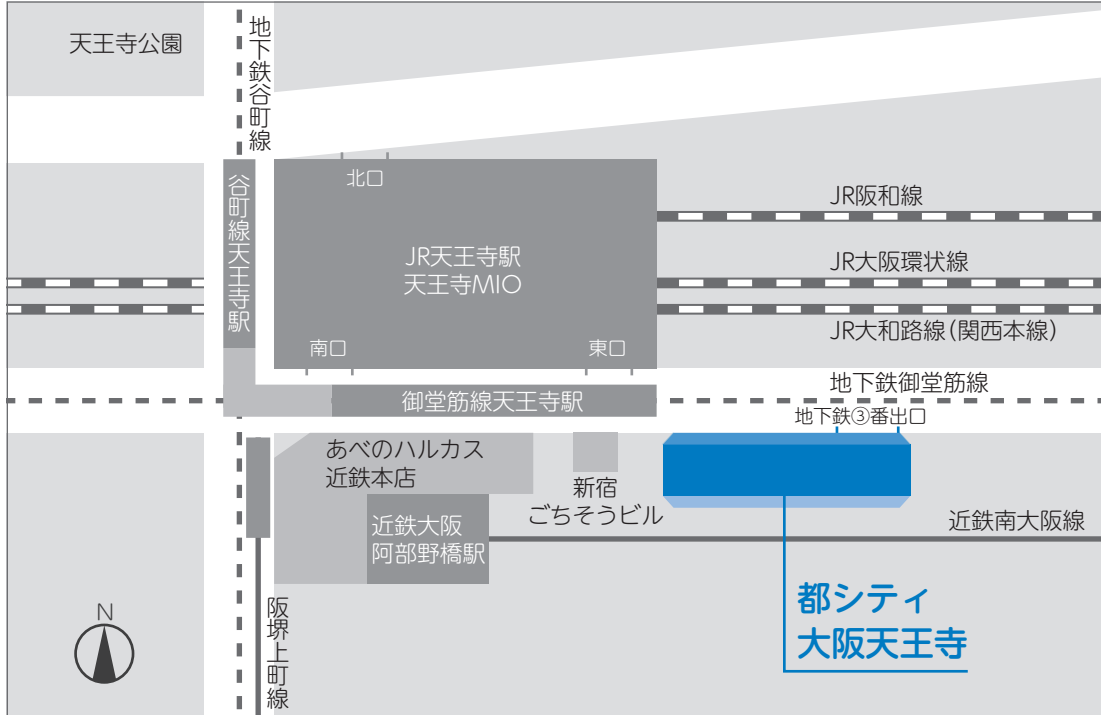 天王寺公園
地下鉄谷町線
谷町線天王寺駅
北口
JR天王寺駅
天王寺MIO
南口
東口
JR阪和線
JR大阪環状線
JR大和路線(関西本線)
地下鉄御堂筋線
御堂筋線天王寺駅
地下鉄③番出口
あべのハルカス
近鉄本店
新宿
ごちそうビル
近鉄大阪
阿部野橋駅
近鉄南大阪線
都シティ
大阪天王寺
阪堺上町線
N